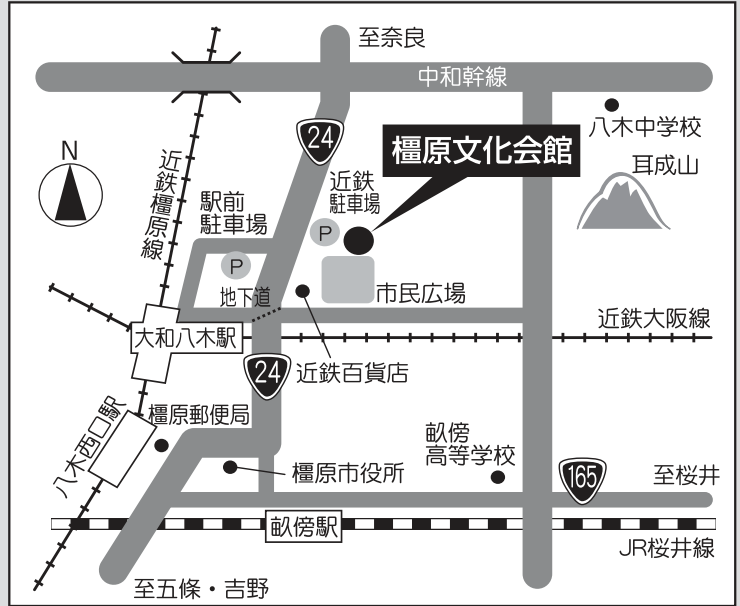 至奈良
中和幹線
24
八木中学校
橿原文化会館
N
近鉄橿原線
耳成山
近鉄
駐車場
駅前
駐車場
P
P
地下道
市民広場
大和八木駅
近鉄大阪線
24
近鉄百貨店
八木西口駅
橿原郵便局
畝傍
高等学校
橿原市役所
165
至桜井
畝傍駅
JR桜井線
至五條・吉野